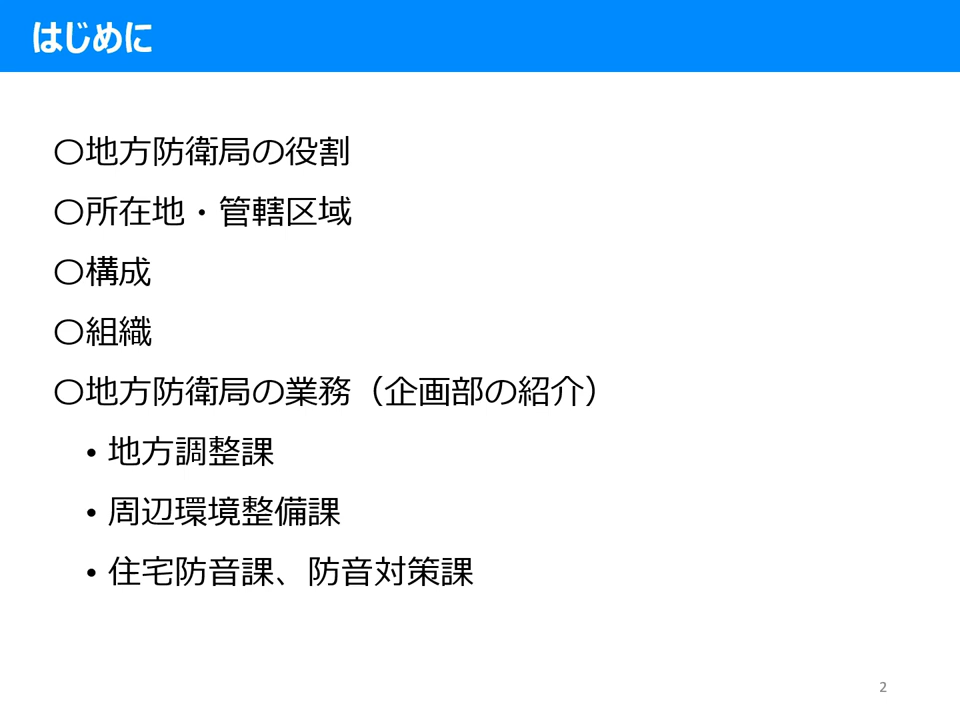 はじめに
〇地方防衛局の役割
〇所在地・管轄区域
〇構成
〇組織
〇地方防衛局の業務（企画部の紹介）
• 地方調整課
• 周辺環境整備課
• 住宅防音課、防音対策課
2